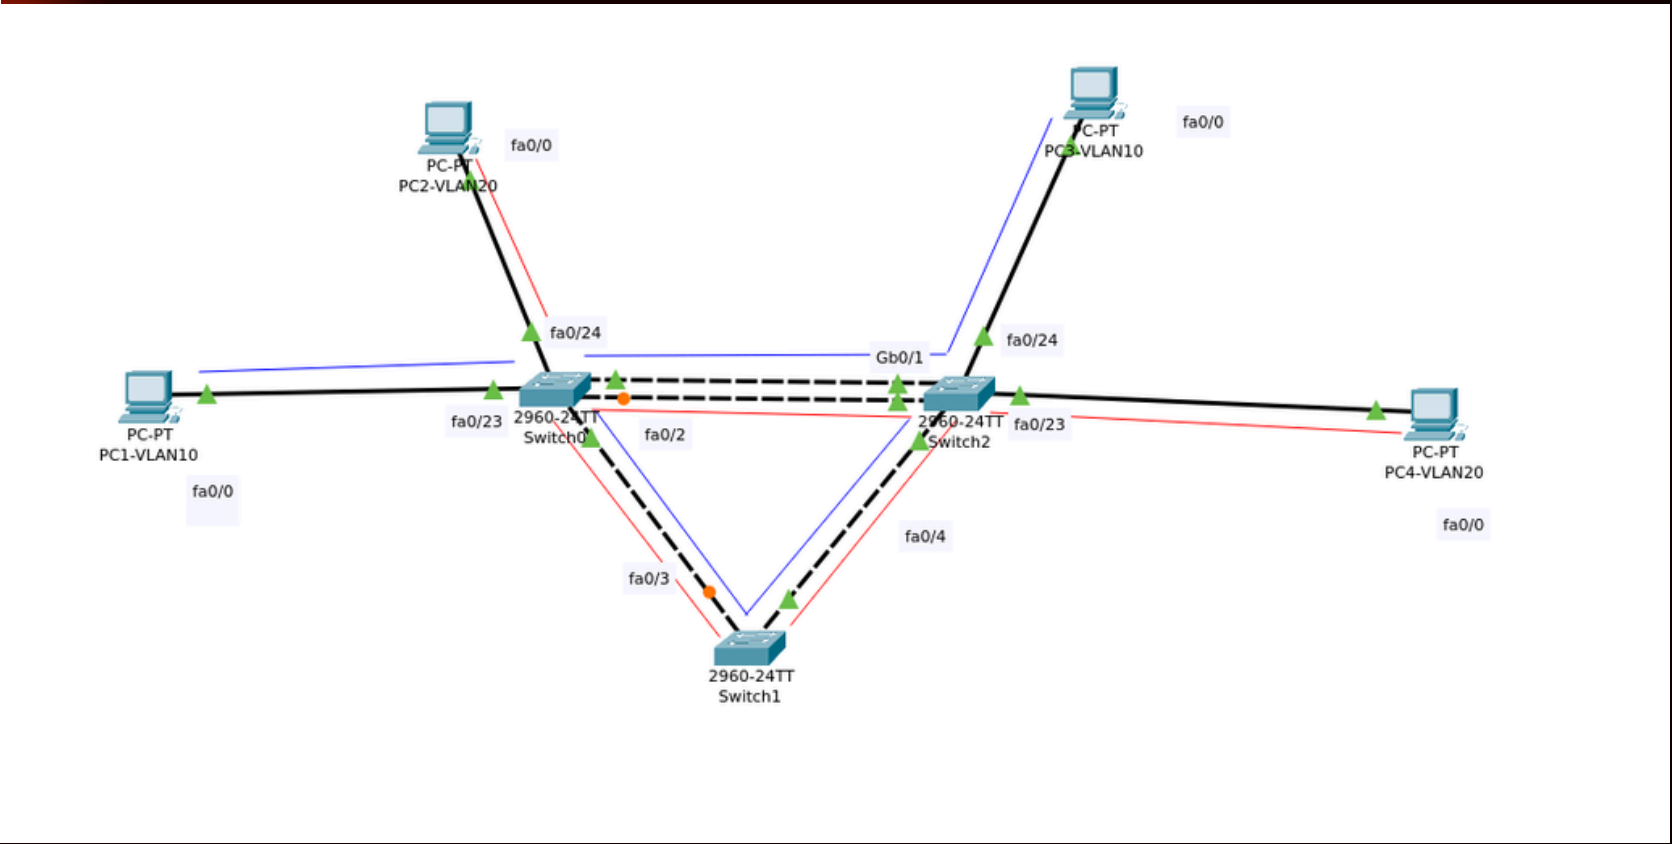 fa0/0
PC-PT
PC3-VLAN10
fa0/0
PC-PT
PC2-VLAN20
fa0/24
fa0/24
Gb0/1
PC-PT
PC1-VLAN10
fa0/23
2960-24TT
Switch0
fa0/2
2960-24TT
Switch2
fa0/23
PC-PT
PC4-VLAN20
fa0/0
fa0/0
fa0/4
fa0/3
2960-24TT
Switch1